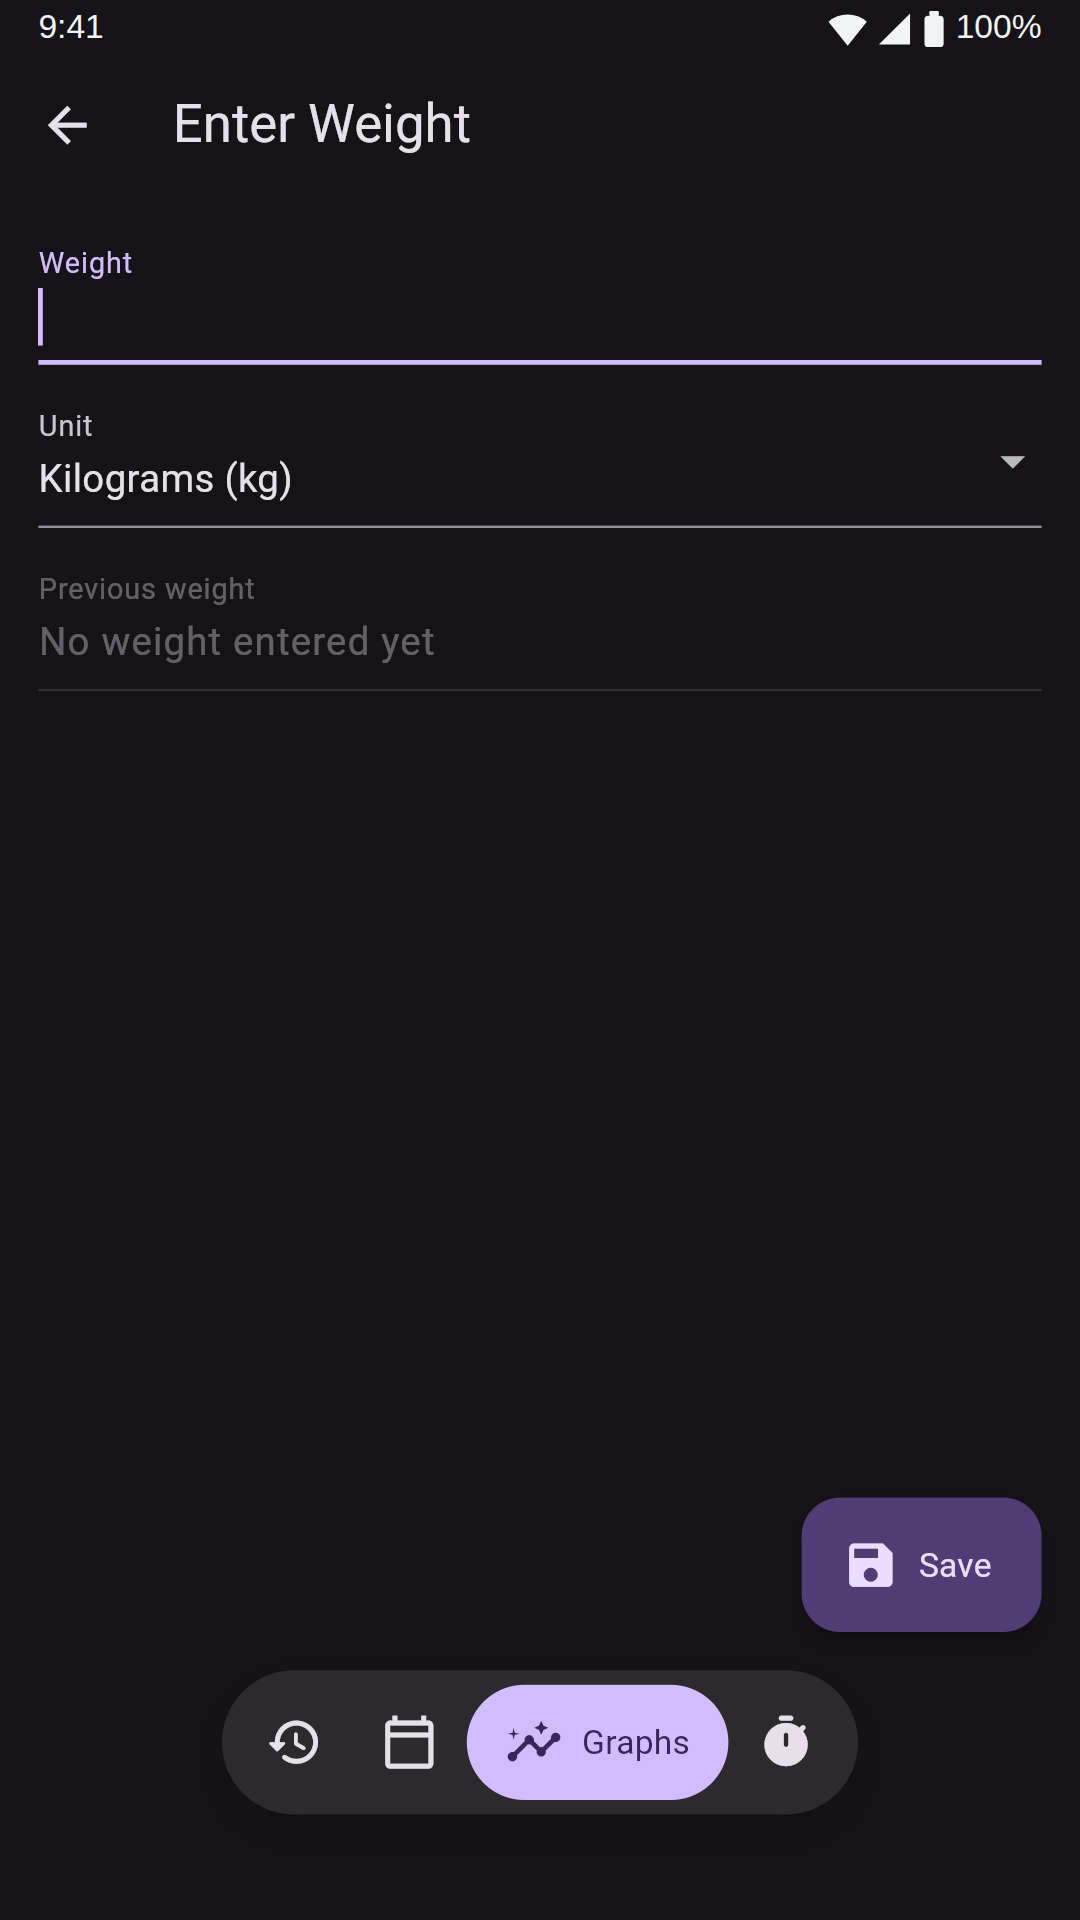 9:41
100%
Enter Weight
Weight
Unit
Kilograms (kg)
Previous weight
No weight entered yet
Save
Graphs